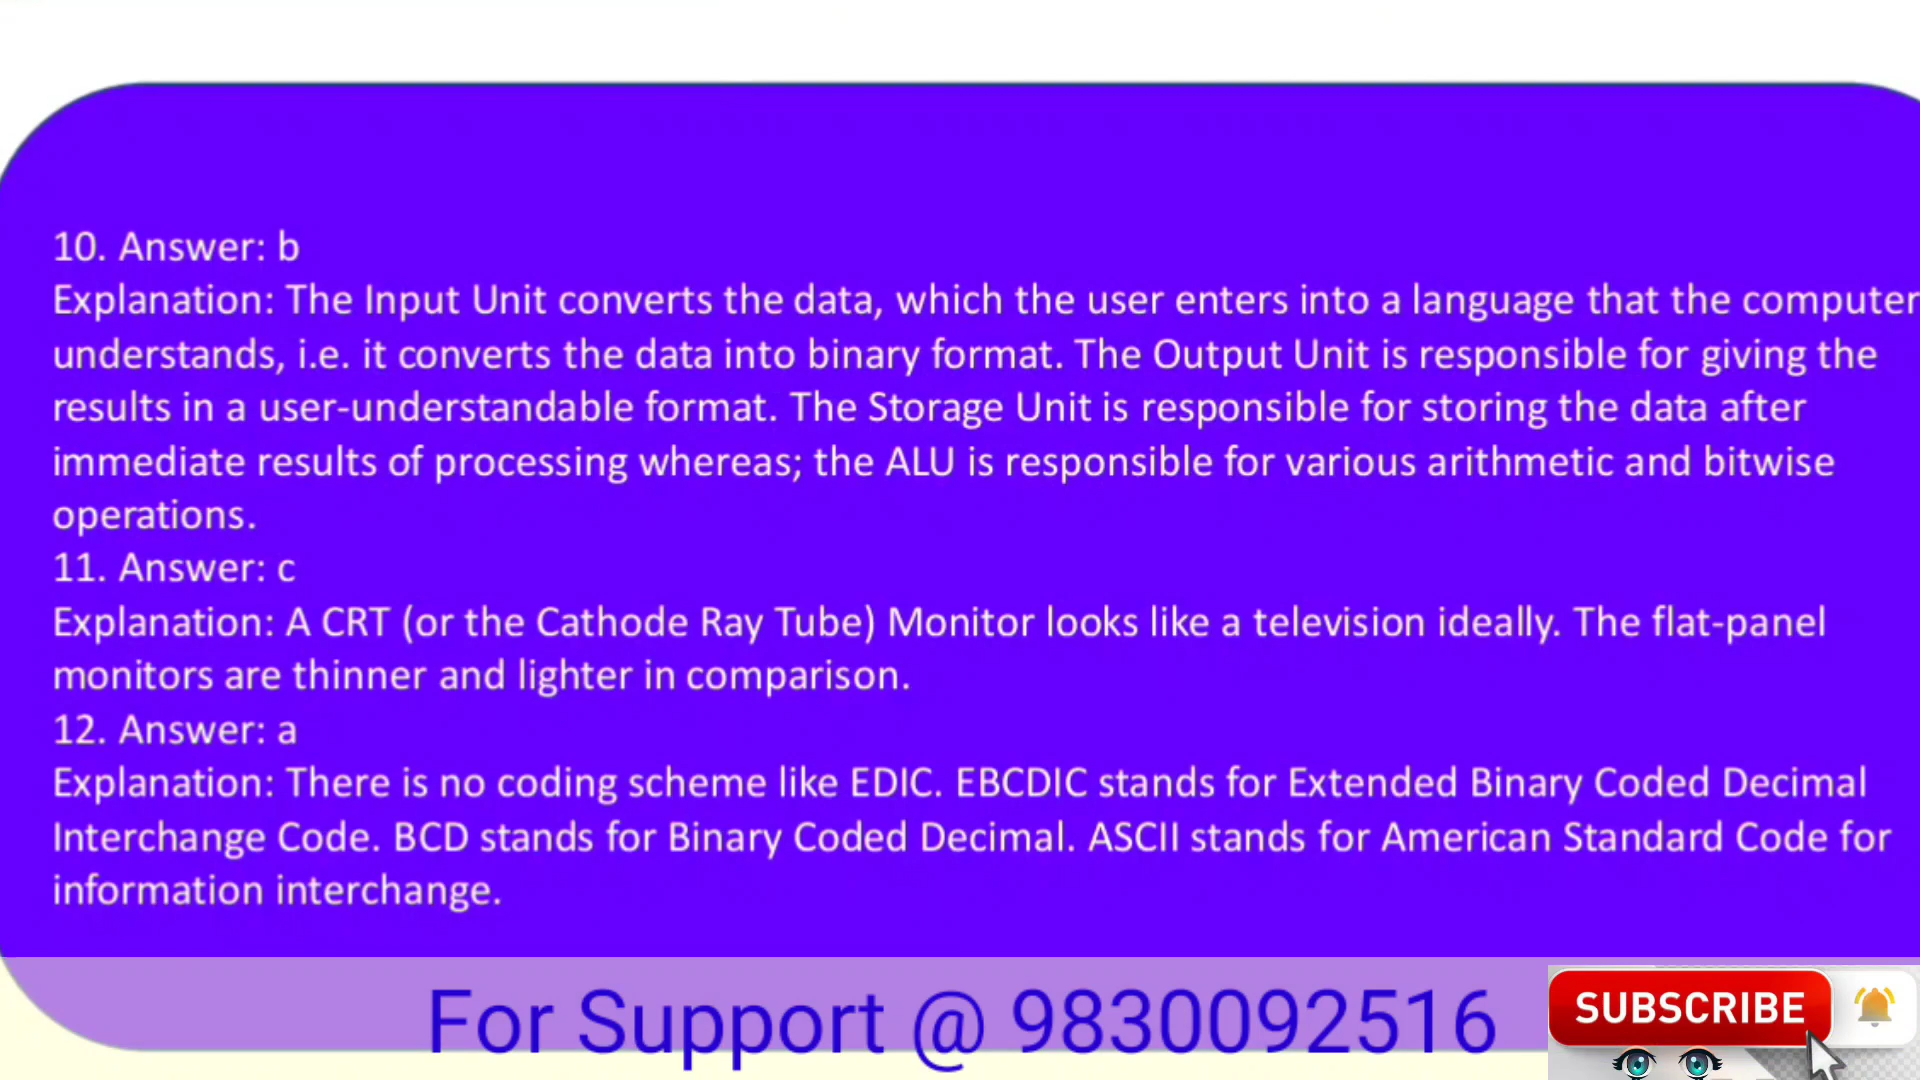 10. Answer: b
Explanation: The Input Unit converts the data, which the user enters into a language that the computer
understands, i.e. it converts the data into binary format. The Output Unit is responsible for giving the
results in a user-understandable format. The Storage Unit is responsible for storing the data after
immediate results of processing whereas; the ALU is responsible for various arithmetic and bitwise
operations.
11. Answer: c
Explanation: A CRT (or the Cathode Ray Tube) Monitor looks like a television ideally. The flat-panel
monitors are thinner and lighter in comparison.
12. Answer: a
Explanation: There is no coding scheme like EDIC. EBCDIC stands for Extended Binary Coded Decimal
Interchange Code. BCD stands for Binary Coded Decimal. ASCII stands for American Standard Code for
information interchange.
For Support @ 9830092516
SUBSCRIBE